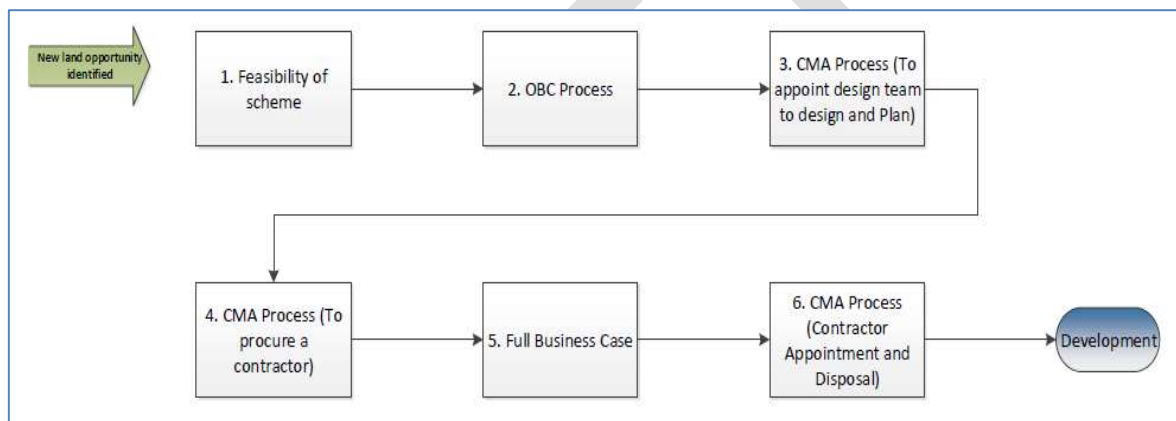 New land opportunity
identified
1. Feasibility of
scheme
2. OBC Process
3. CMA Process (To
appoint design team
to design and Plan)
4. CMA Process (To
procure a
contractor)
5. Full Business Case
6. CMA Process
(Contractor
Appointment and
Disposal)
Development